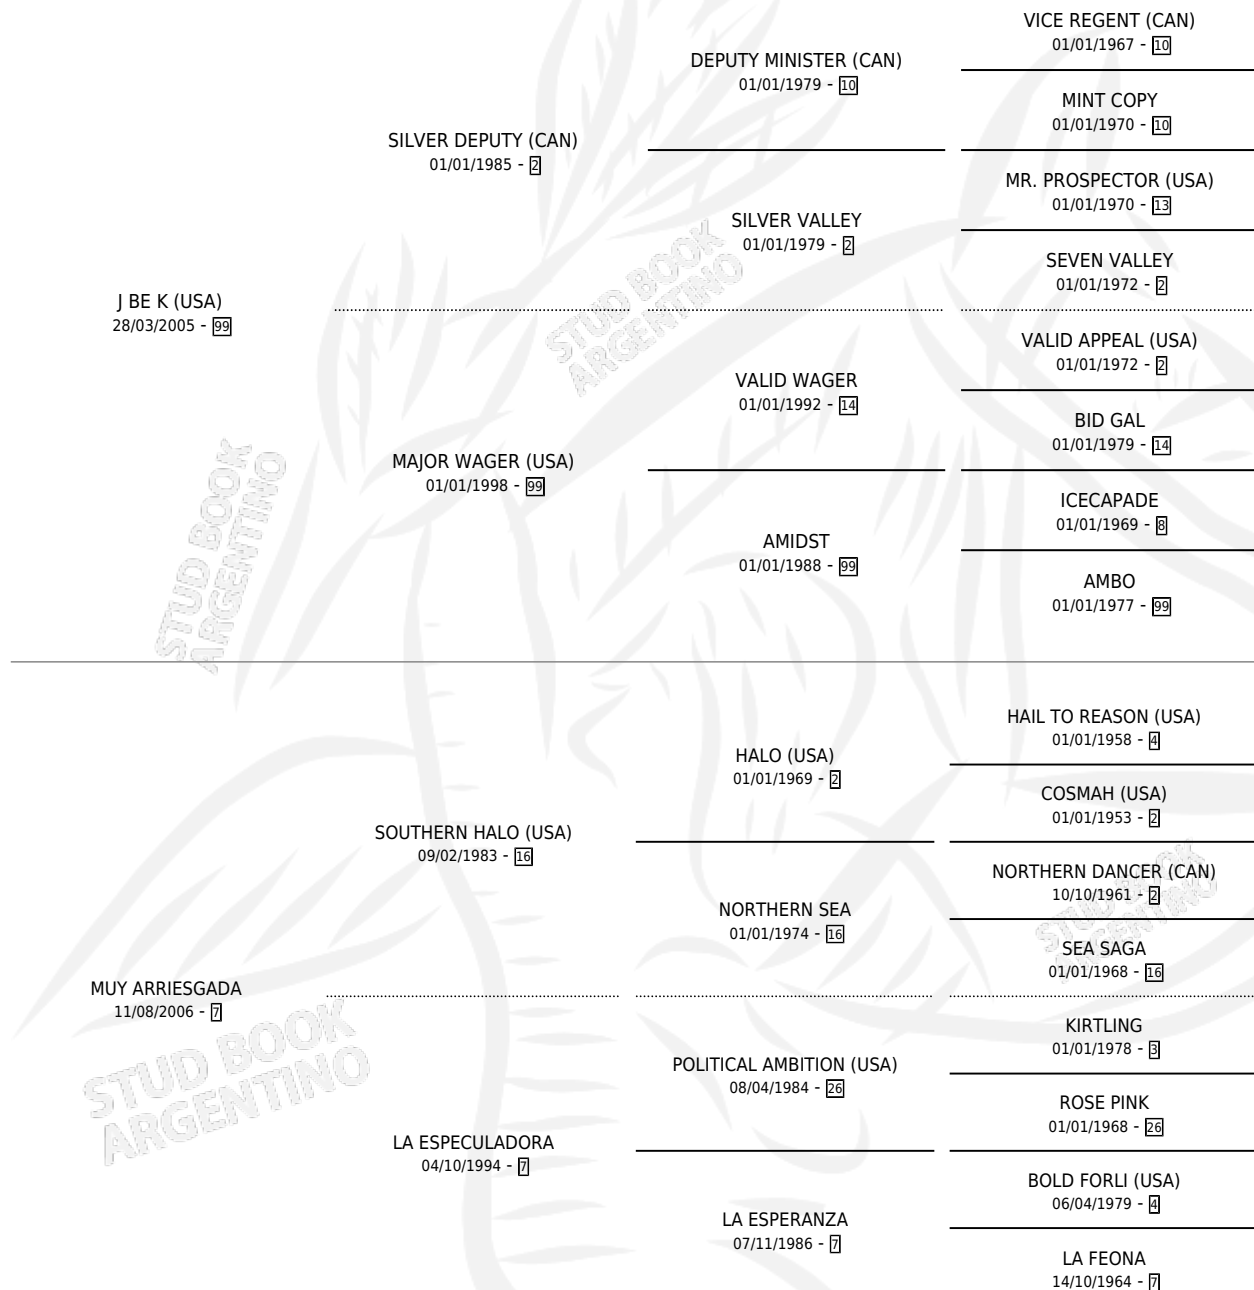 VICE REGENT (CAN)
01/01/1967 - 10
DEPUTY MINISTER (CAN)
01/01/1979 - 10
MINT COPY
01/01/1970 - 10
SILVER DEPUTY (CAN)
01/01/1985 - 2
MR. PROSPECTOR (USA)
01/01/1970 - 13
SILVER VALLEY
01/01/1979 - 2
SEVEN VALLEY
01/01/1972 - 2
J BE K (USA)
28/03/2005 - 99
STUD BOOK
ARGENTINO
VALID APPEAL (USA)
01/01/1972 - 2
VALID WAGER
01/01/1992 - 14
BID GAL
01/01/1979 - 14
MAJOR WAGER (USA)
01/01/1998 - 99
ICECAPADE
01/01/1969 - 8
AMIDST
01/01/1988 - 99
AMBO
01/01/1977 - 99
STUD BOOK
ARGENTINO
HAIL TO REASON (USA)
01/01/1958 - 4
HALO (USA)
01/01/1969 - 2
COSMAH (USA)
01/01/1953 - 2
SOUTHERN HALO (USA)
09/02/1983 - 16
NORTHERN DANCER (CAN)
10/10/1961 - 2
NORTHERN SEA
01/01/1974 - 16
STUD BOOK
ARGENTINO
SEA SAGA
01/01/1968 - 16
MUY ARRIESGADA
11/08/2006 - 7
KIRTLING
01/01/1978 - 3
POLITICAL AMBITION (USA)
08/04/1984 - 26
ROSE PINK
01/01/1968 - 26
STUD BOOK
ARGENTINO
LA ESPECULADORA
04/10/1994 - 7
BOLD FORLI (USA)
06/04/1979 - 4
LA ESPERANZA
07/11/1986 - 7
LA FEONA
14/10/1964 - 7